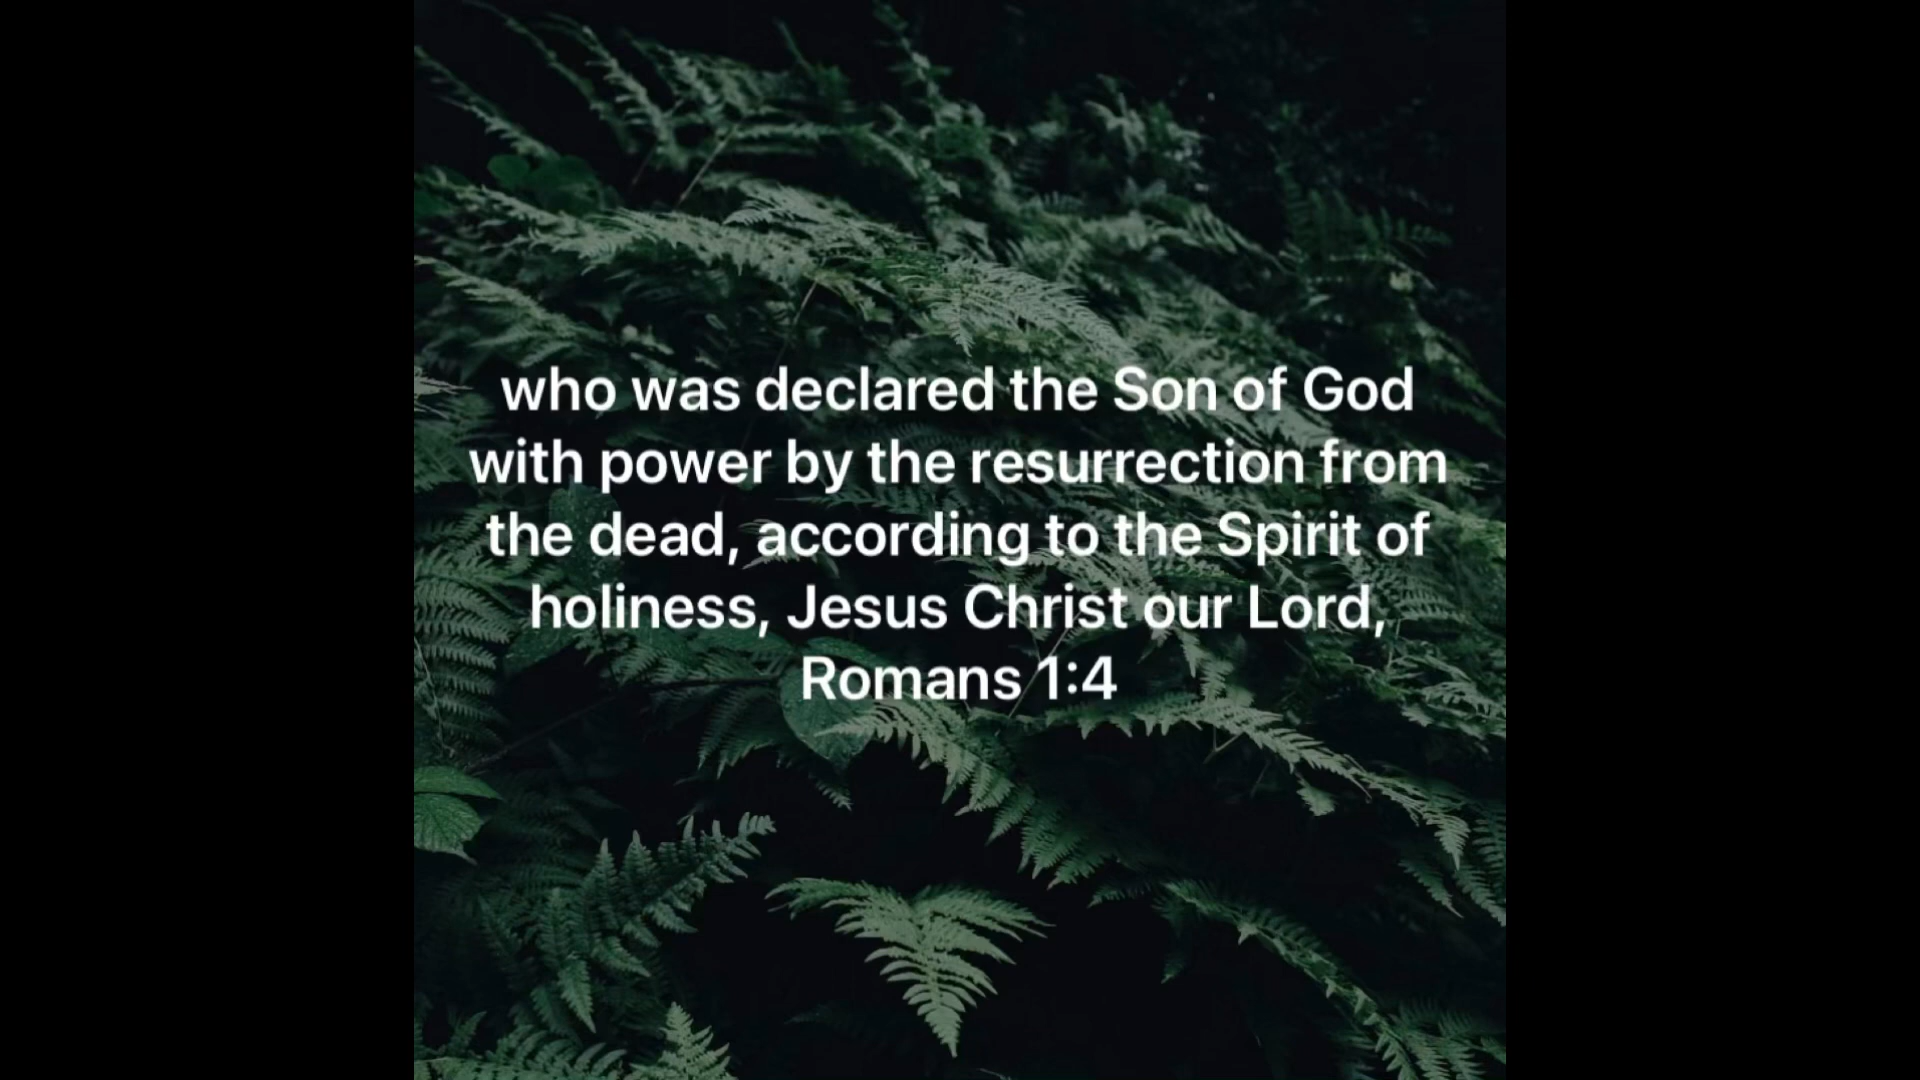 who was declared the Son of God
with power by the resurrection from
the dead, according to the Spirit of
holiness, Jesus Christ our Lord,
Romans 1:4